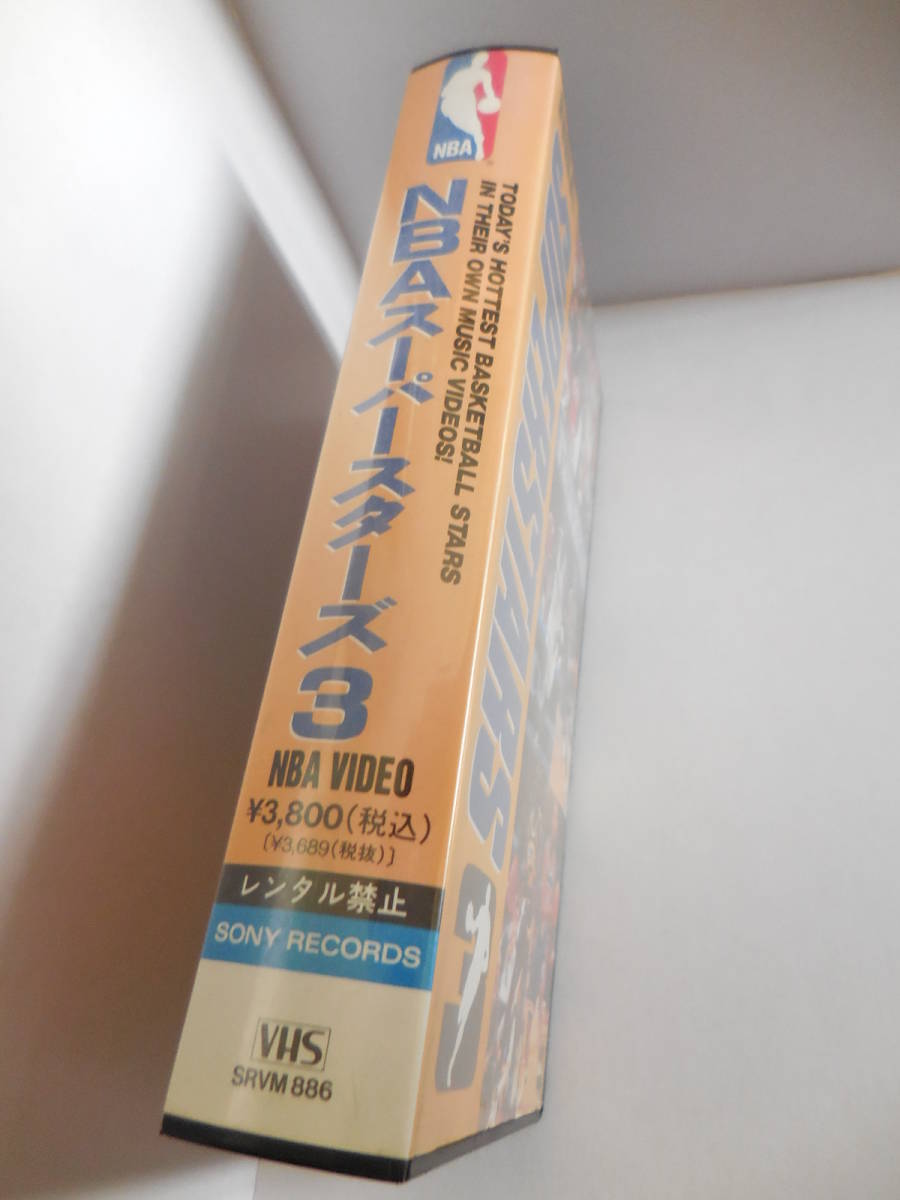 NBA
NBAスーパースターズ3
TODAY'S HOTTEST BASKETBALL STARS
IN THEIR OWN MUSIC VIDEOS!
NBA VIDEO
¥3,800(税込)
[¥3,689(税抜)]
レンタル禁止
SONY RECORDS
VHS
SRVM 886
SUPERSTARS
3